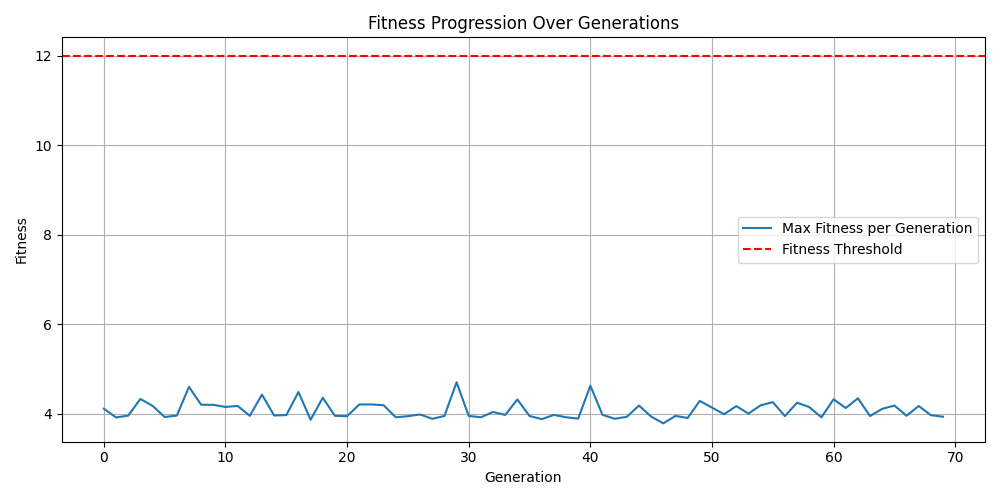 Fitness Progression Over Generations
12
10
8
6
4
Fitness
Max Fitness per Generation
Fitness Threshold
0 10 20 30 40 50 60 70
Generation